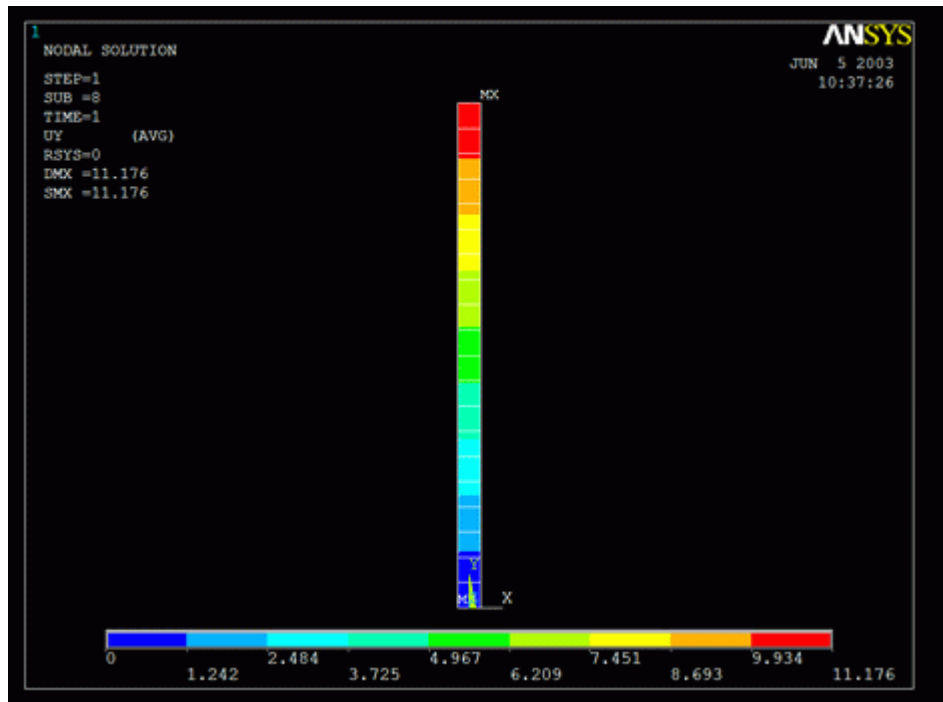 1
NODAL SOLUTION
STEP=1
SUB =8
TIME=1
UY (AVG)
RSYS=0
DMX =11.176
SMX =11.176
ANSYS
JUN 5 2003
10:37:26
MX
Y
X
0 2.484 4.967 7.451 9.934
1.242 3.725 6.209 8.693 11.176